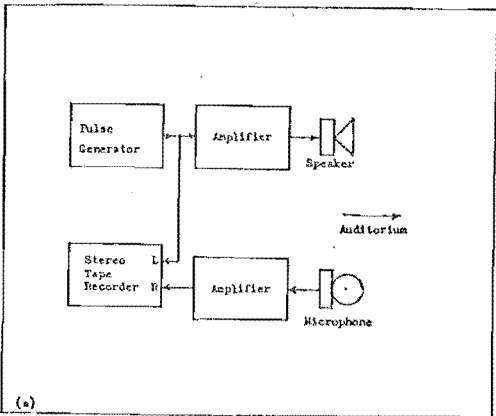 Pulse
Generator
Amplifier
Speaker
Auditorium
Stereo L
Tape
Recorder R
Amplifier
Microphone
(a)